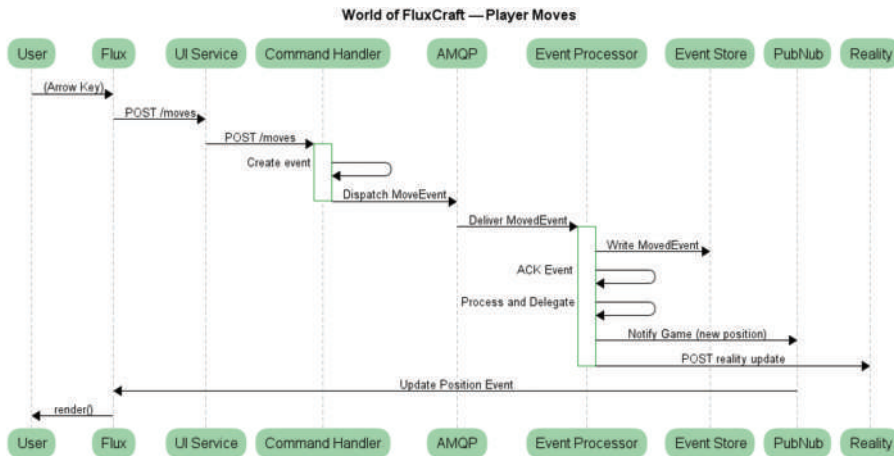 World of FluxCraft — Player Moves
User Flux UI Service Command Handler AMQP Event Processor Event Store PubNub Reality
(Arrow Key)
POST /moves
POST /moves
Create event
Dispatch MoveEvent
Deliver MovedEvent
Write MovedEvent
ACK Event
Process and Delegate
Notify Game (new position)
POST reality update
Update Position Event
render()
User Flux UI Service Command Handler AMQP Event Processor Event Store PubNub Reality